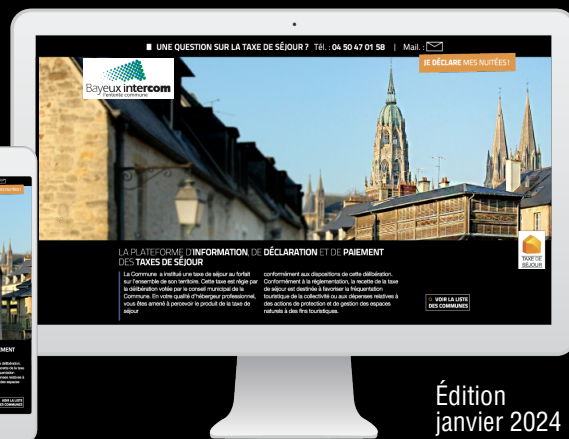 UNE QUESTION SUR LA TAXE DE SÉJOUR ? Tél. : 04 50 47 01 58 | Mail. :
JE DÉCLARE MES NUITÉES !
Bayeux intercom
l'entente commune
LA PLATEFORME D'INFORMATION, DE DÉCLARATION ET DE PAIEMENT
DES TAXES DE SÉJOUR
La Commune a institué une taxe de séjour au forfait
sur l'ensemble de son territoire. Cette taxe est régie par
la délibération votée par le conseil municipal de la
Commune. En votre qualité d'hébergeur professionnel,
vous êtes amené à percevoir le produit de la taxe de
séjour
conformément aux dispositions de cette délibération.
Conformément à la réglementation, la recette de la taxe
de séjour est destinée à favoriser la fréquentation
touristique de la collectivité ou aux dépenses relatives à
des actions de protection et de gestion des espaces
naturels à des fins touristiques.
TAXE DE
SÉJOUR
VOIR LA LISTE
DES COMMUNES
VOIR LA LISTE
DES COMMUNES
Édition
janvier 2024